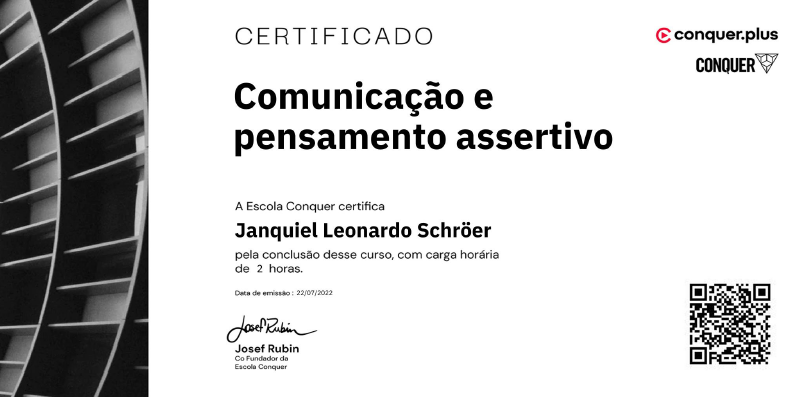 CERTIFICADO
conquer.plus
CONQUER
Comunicação e
pensamento assertivo
A Escola Conquer certifica
Janquiel Leonardo Schröer
pela conclusão desse curso, com carga horária
de 2 horas.
Data de emissão : 22/07/2022
Josef Rubin
Josef Rubin
Co Fundador da
Escola Conquer